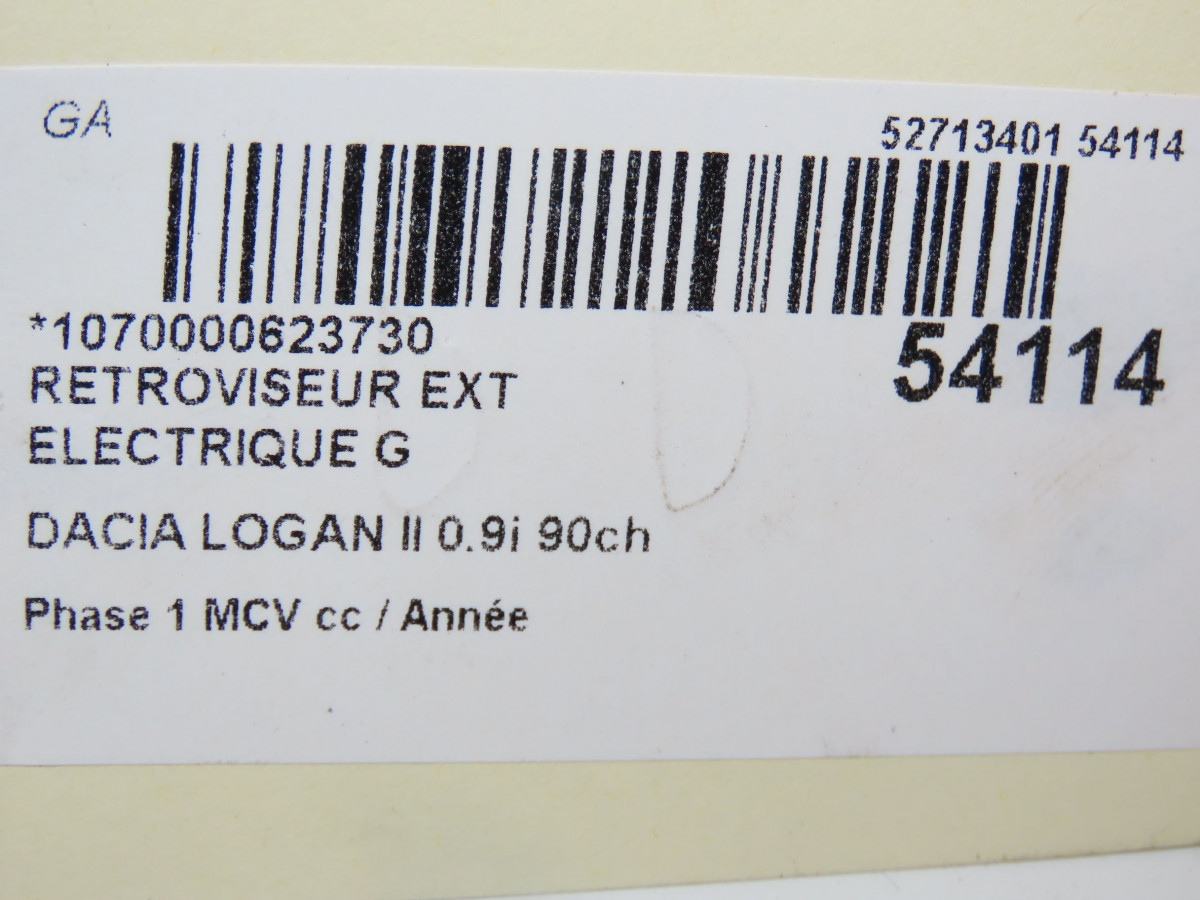 GA
52713401 54114
*1070000623730
54114
RETROVISEUR EXT
ELECTRIQUE G
DACIA LOGAN II 0.9i 90ch
Phase 1 MCV cc / Année